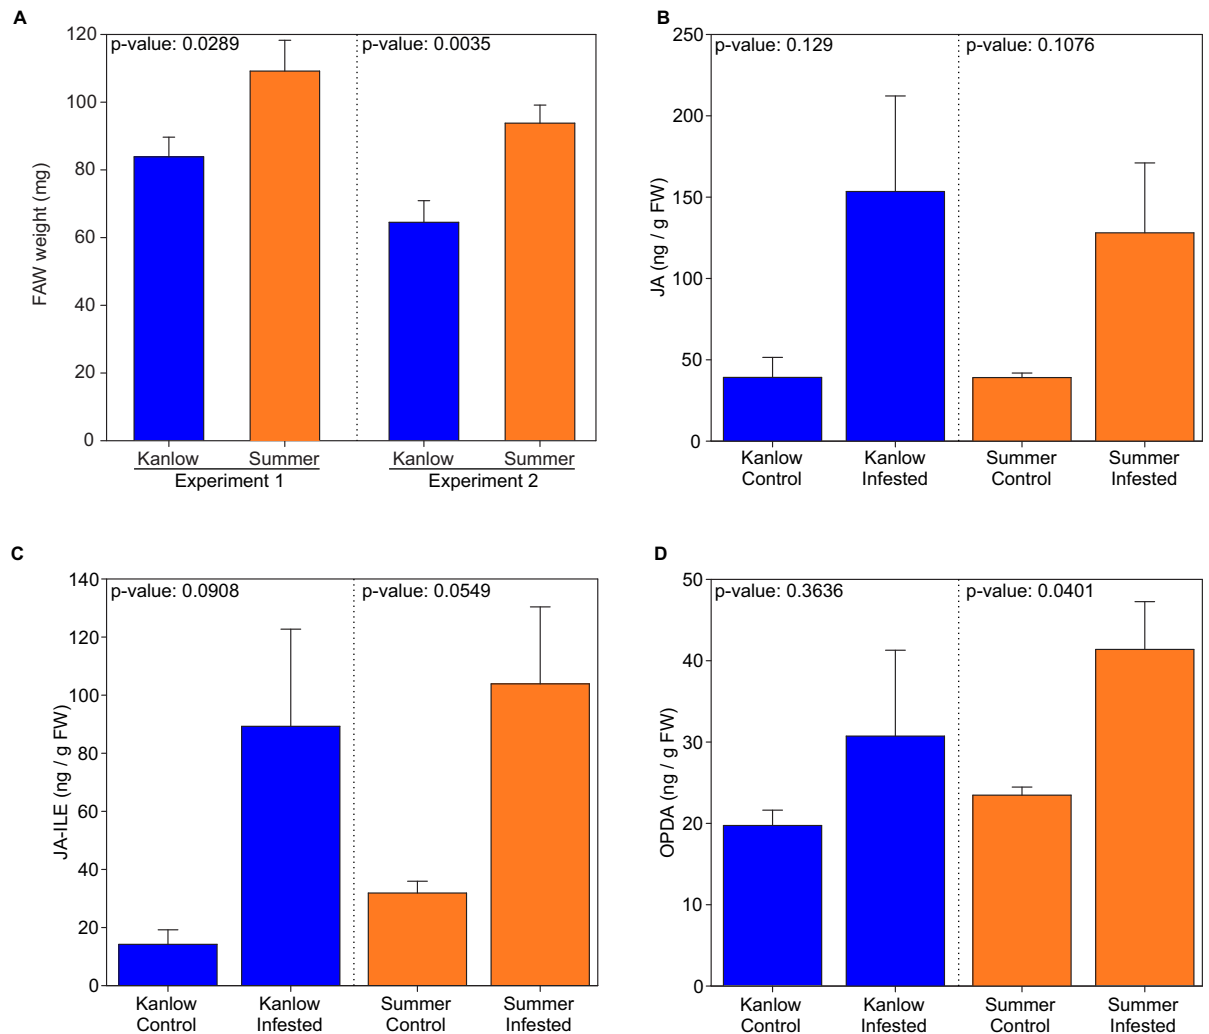 A
p-value: 0.0289
p-value: 0.0035
120
100
80
60
40
20
0
FAW weight (mg)
Kanlow
Summer
Kanlow
Summer
Experiment 1
Experiment 2
B
p-value: 0.129
p-value: 0.1076
250
200
150
100
50
0
JA (ng / g FW)
Kanlow
Control
Kanlow
Infested
Summer
Control
Summer
Infested
C
p-value: 0.0908
p-value: 0.0549
140
120
100
80
60
40
20
0
JA-ILE (ng / g FW)
Kanlow
Control
Kanlow
Infested
Summer
Control
Summer
Infested
D
p-value: 0.3636
p-value: 0.0401
50
40
30
20
10
0
OPDA (ng / g FW)
Kanlow
Control
Kanlow
Infested
Summer
Control
Summer
Infested